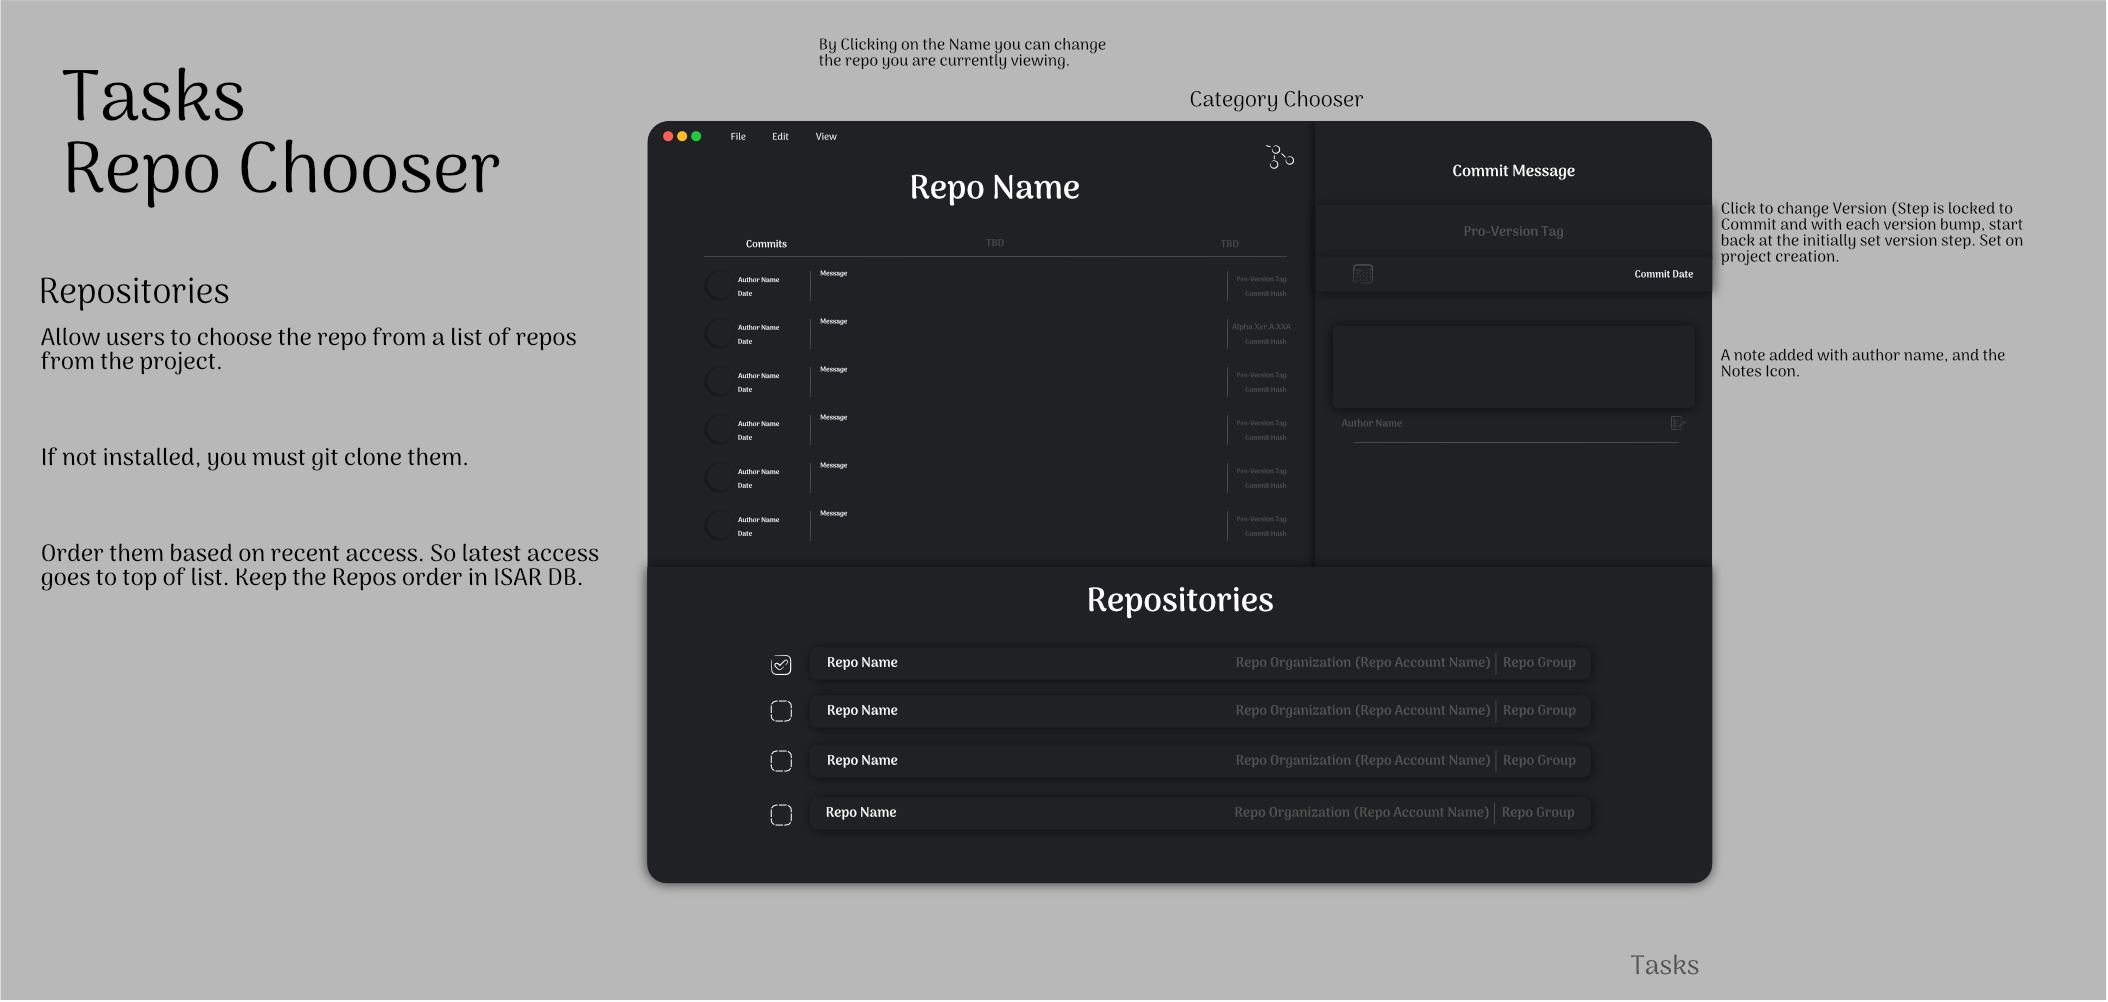 By Clicking on the Name you can change
the repo you are currently viewing.
Tasks
Repo Chooser
Category Chooser
File Edit View
Repo Name
Commits TBD TBD
Author Name Message Pro-Version Tag
Date Commit Hash
Author Name Message Alpha Xer A.XXA
Date Commit Hash
Author Name Message Pro-Version Tag
Date Commit Hash
Author Name Message Pro-Version Tag
Date Commit Hash
Author Name Message Pro-Version Tag
Date Commit Hash
Author Name Message Pro-Version Tag
Date Commit Hash
Commit Message
Pro-Version Tag
Commit Date
Author Name
Click to change Version (Step is locked to
Commit and with each version bump, start
back at the initially set version step. Set on
project creation.
A note added with author name, and the
Notes Icon.
Repositories
Allow users to choose the repo from a list of repos
from the project.
If not installed, you must git clone them.
Order them based on recent access. So latest access
goes to top of list. Keep the Repos order in ISAR DB.
Repositories
Repo Name Repo Organization (Repo Account Name) Repo Group
Repo Name Repo Organization (Repo Account Name) Repo Group
Repo Name Repo Organization (Repo Account Name) Repo Group
Repo Name Repo Organization (Repo Account Name) Repo Group
Tasks